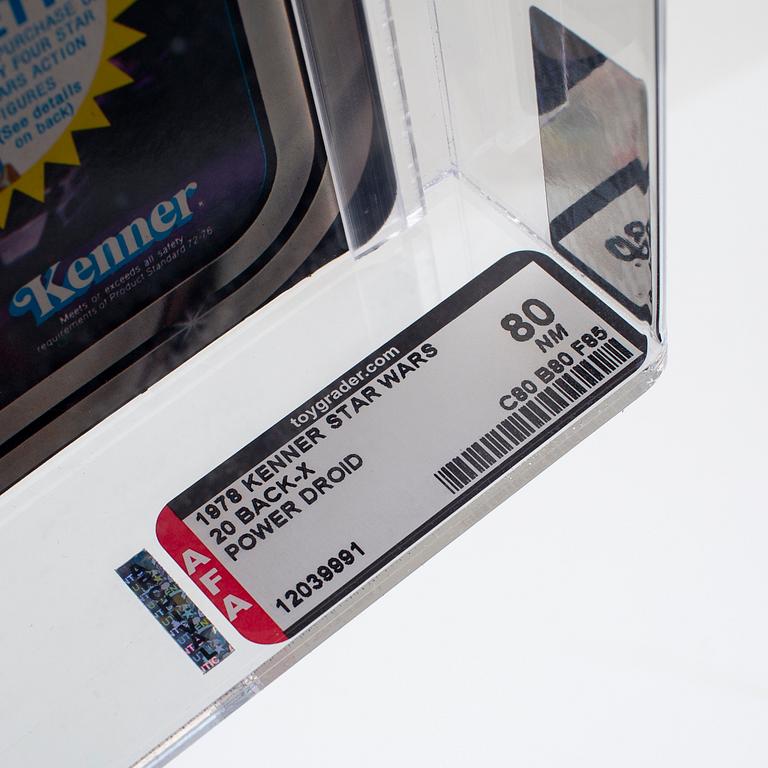 PURCHASE
FOUR STAR
ARS ACTION
FIGURES
(See details
on back)
Kenner
Meets or exceeds all safety
requirements of Product Standard 72-76
toygrader.com
1978 KENNER STAR WARS
20 BACK-X
POWER DROID
12039991
80
NM
C80 B80 F85
AFA
80